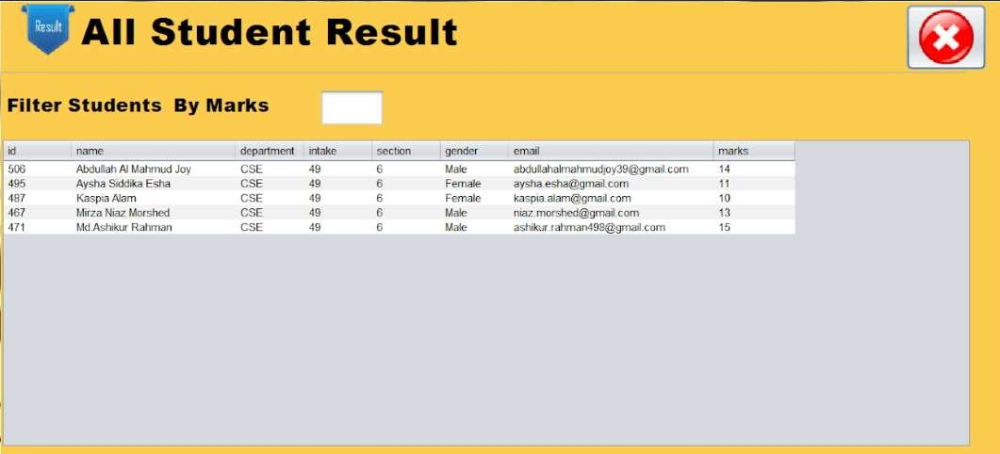 Result All Student Result
Filter Students By Marks
id name department intake section gender email marks
506 Abdullah Al Mahmud Joy CSE 49 6 Male abdullahalmahmudjoy39@gmail.com 14
495 Aysha Siddika Esha CSE 49 6 Female aysha.esha@gmail.com 11
487 Kaspia Alam CSE 49 6 Female kaspia.alam@gmail.com 10
467 Mirza Niaz Morshed CSE 49 6 Male niaz.morshed@gmail.com 13
471 Md.Ashikur Rahman CSE 49 6 Male ashikur.rahman498@gmail.com 15